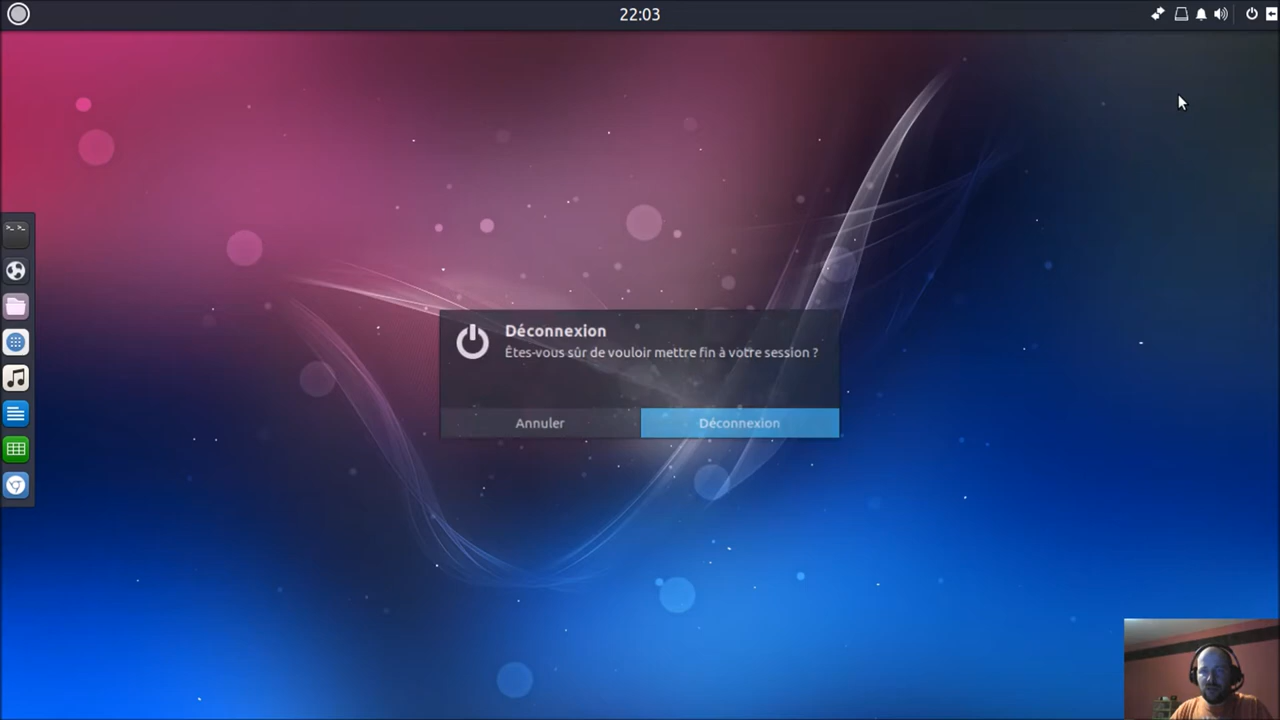 22:03
Déconnexion
Êtes-vous sûr de vouloir mettre fin à votre session ?
Annuler
Déconnexion